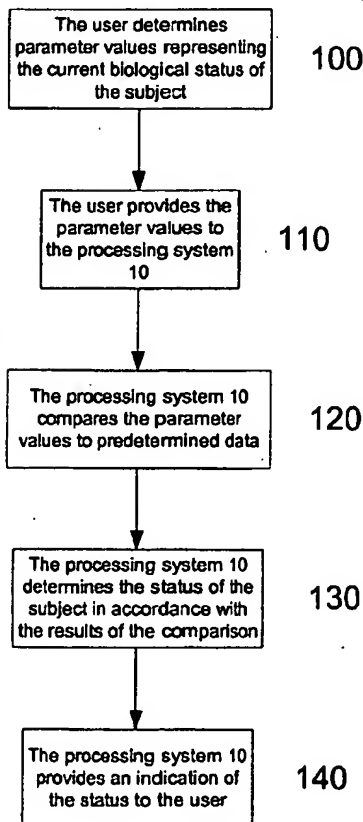 The user determines
parameter values representing
the current biological status of
the subject
100
The user provides the
parameter values to
the processing system
10
110
The processing system 10
compares the parameter
values to predetermined data
120
The processing system 10
determines the status of the
subject in accordance with
the results of the comparison
130
The processing system 10
provides an indication of
the status to the user
140